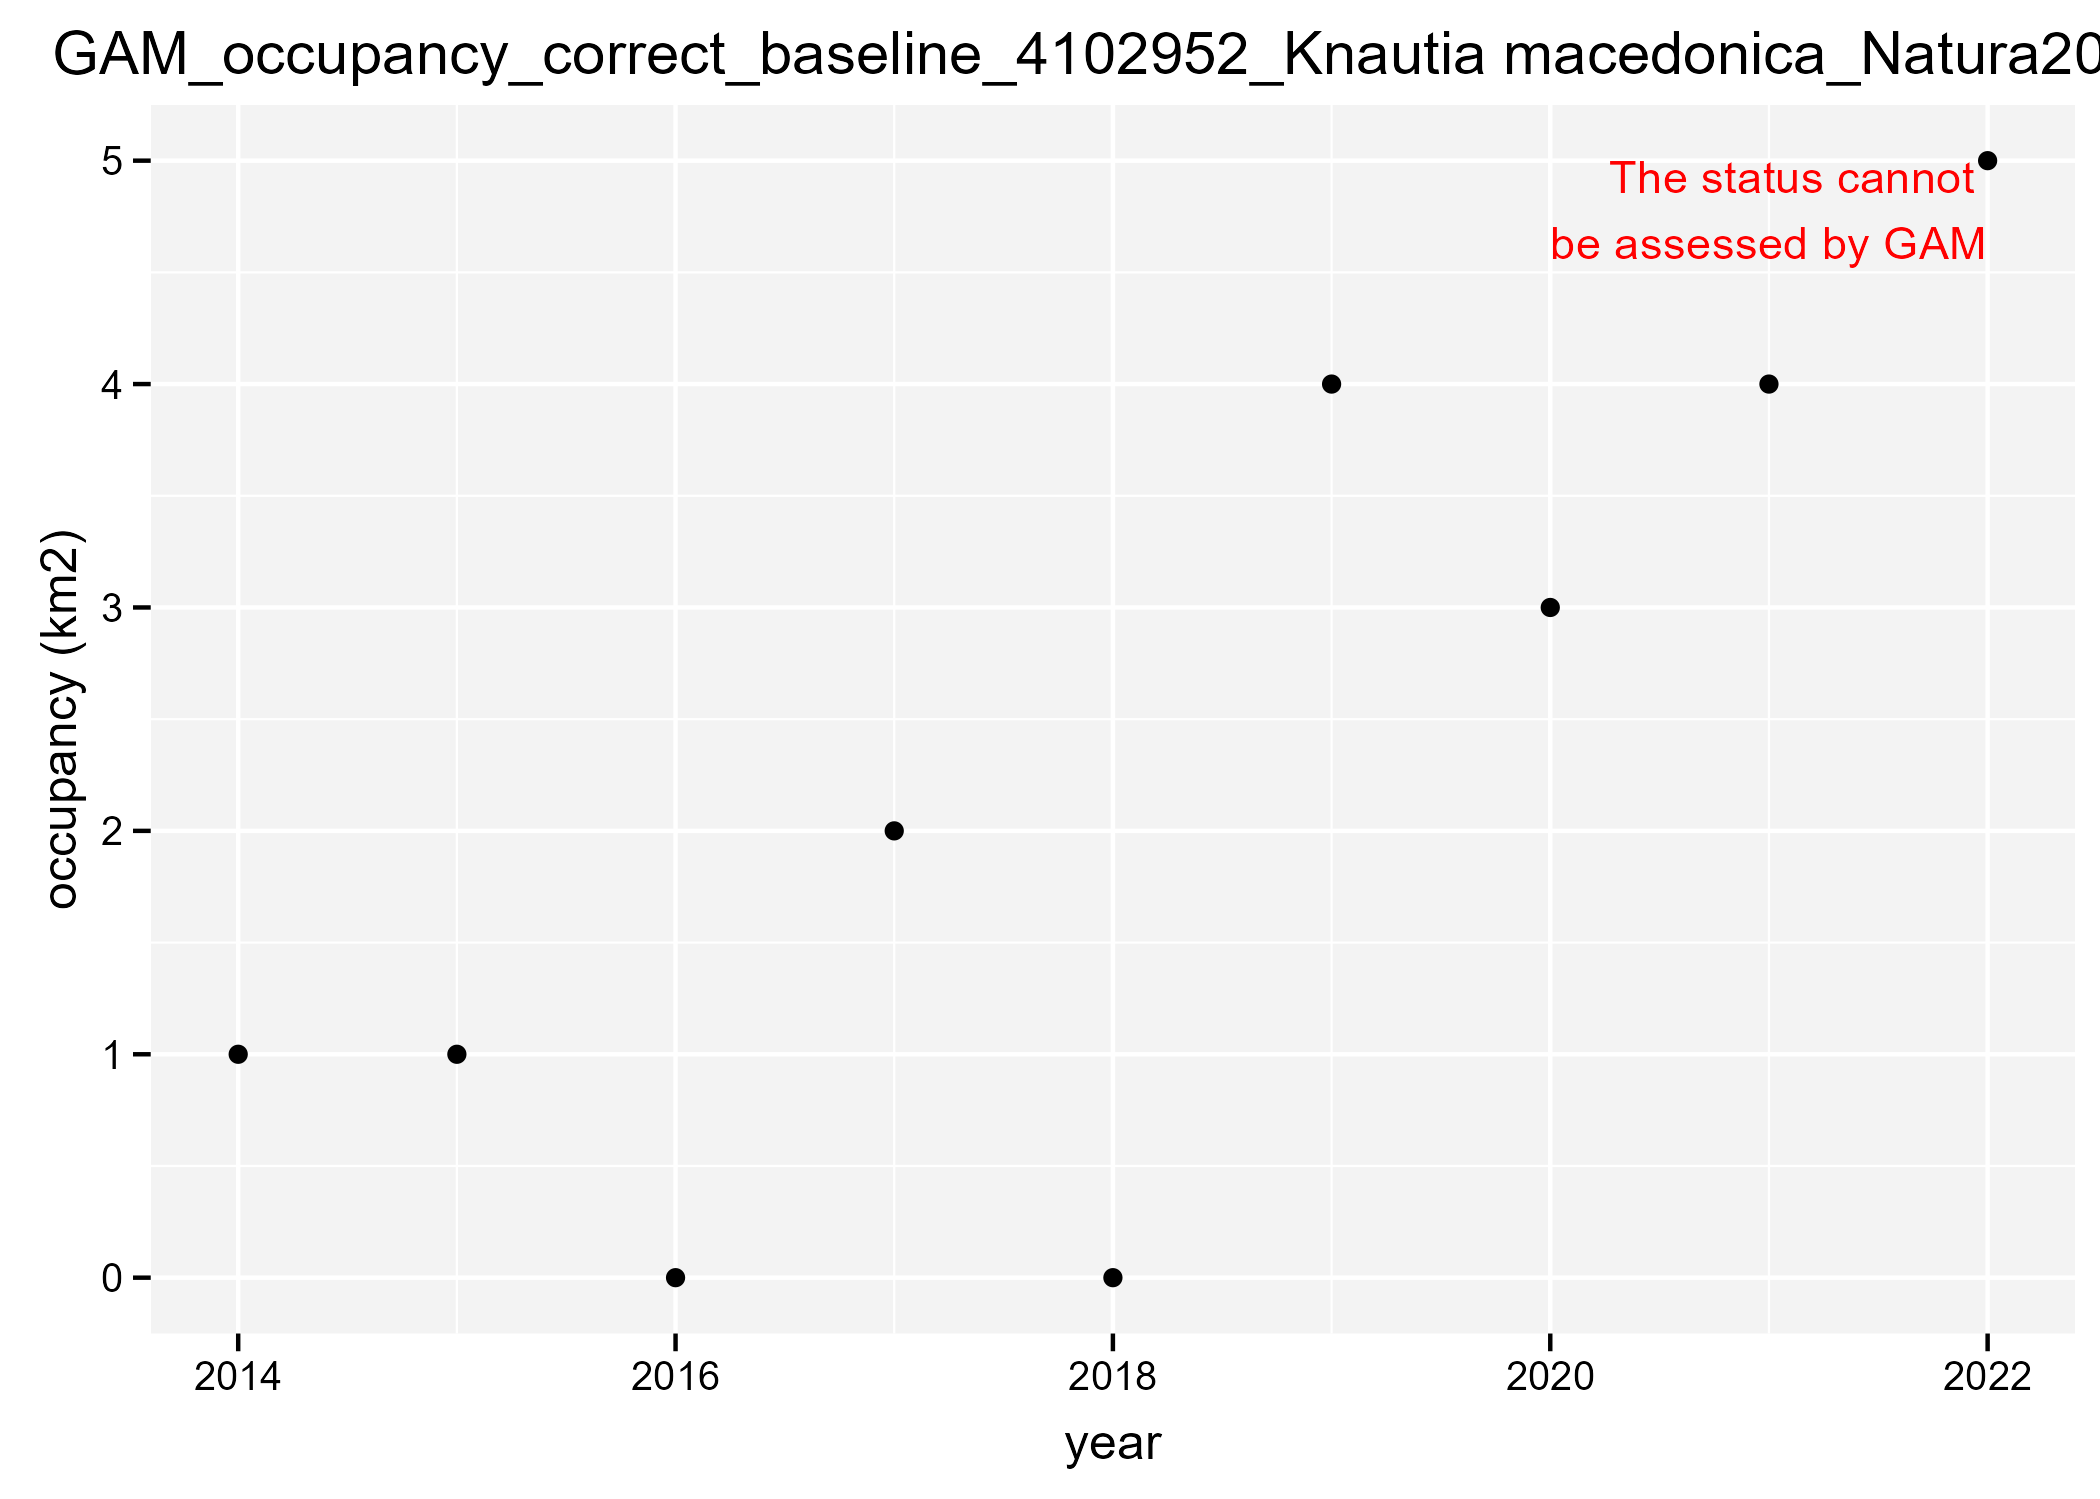 GAM_occupancy_correct_baseline_4102952_Knautia macedonica_Natura20
5
The status cannot
be assessed by GAM
4
3
2
1
0
occupancy (km2)
2014 2016 2018 2020 2022
year